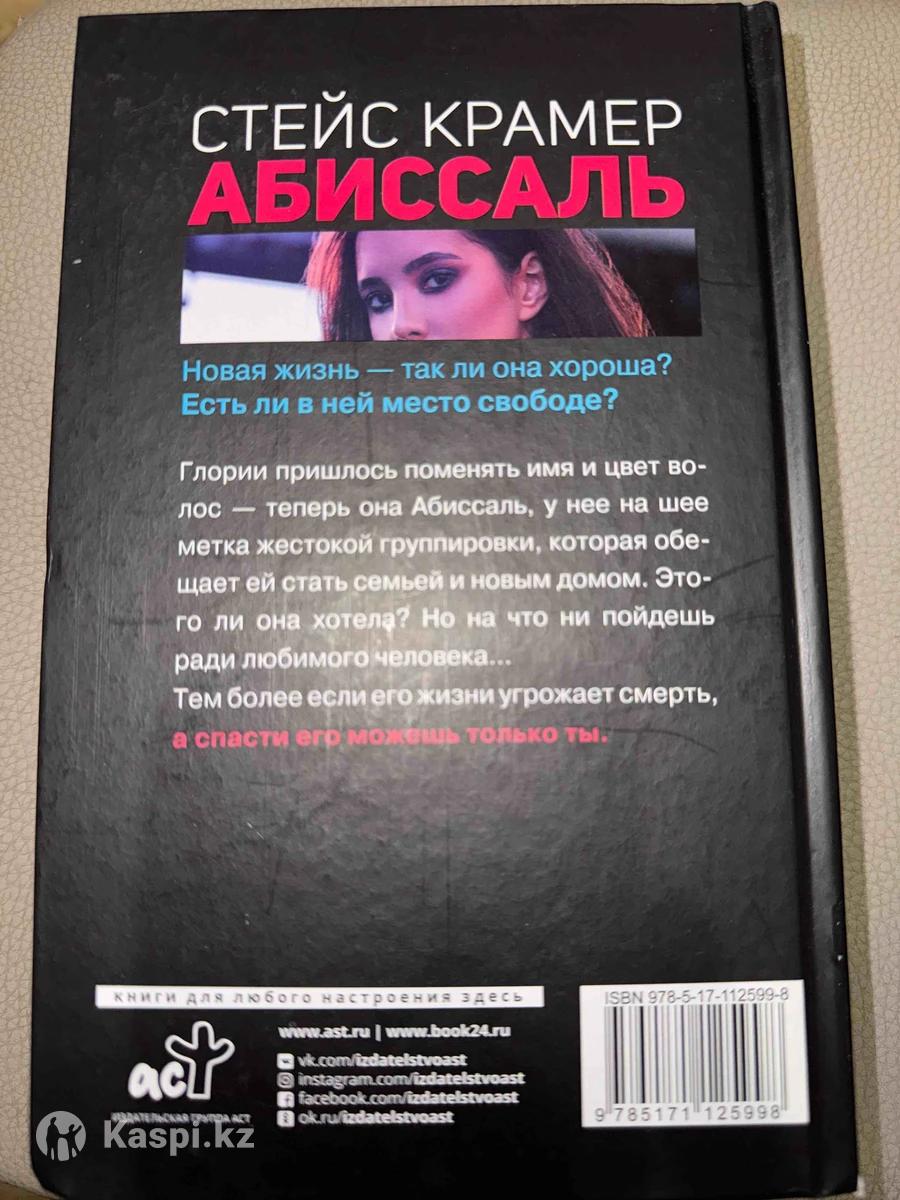 СТЕЙС КРАМЕР
АБИССАЛЬ
Новая жизнь — так ли она хороша?
Есть ли в ней место свободе?
Глории пришлось поменять имя и цвет во-
лос — теперь она Абиссаль, у нее на шее
метка жестокой группировки, которая обе-
щает ей стать семьей и новым домом. Это-
го ли она хотела? Но на что ни пойдешь
ради любимого человека...
Тем более если его жизни угрожает смерть,
а спасти его можешь только ты.
книги для любого настроения здесь
ISBN 978-5-17-112599-8
www.ast.ru | www.book24.ru
vk.com/izdatelstvoast
instagram.com/izdatelstvoast
facebook.com/izdatelstvoast
ok.ru/izdatelstvoast
аст
ИЗДАТЕЛЬСКАЯ ГРУППА АСТ
9 785171 125998
Kaspi.kz